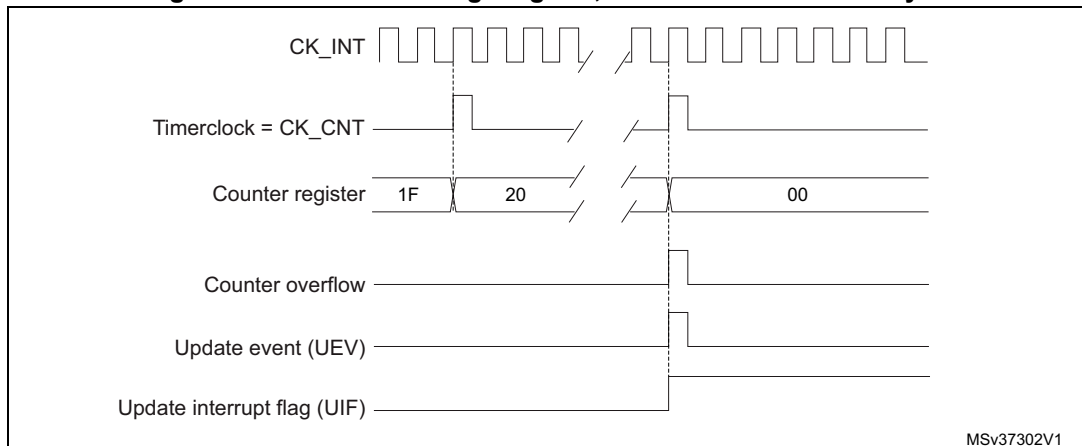 CK_INT
Timerclock = CK_CNT
Counter register
1F
20
00
Counter overflow
Update event (UEV)
Update interrupt flag (UIF)
MSv37302V1